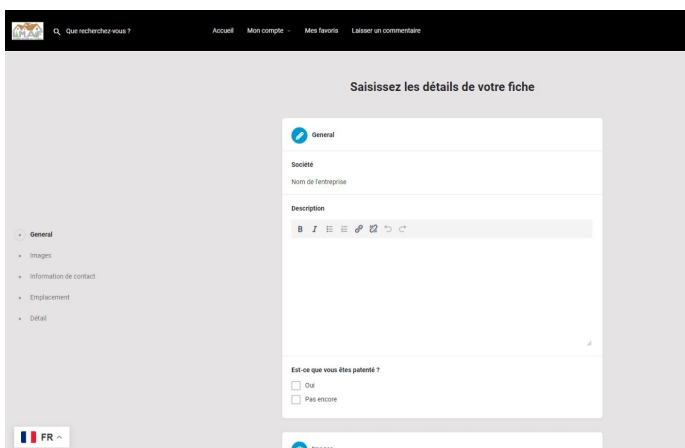 Que recherchez-vous ?
Accueil
Mon compte
Mes favoris
Laisser un commentaire
Saisissez les détails de votre fiche
General
Société
Nom de l'entreprise
Description
B I
General
Images
Information de contact
Emplacement
Détail
Est-ce que vous êtes patenté ?
Oui
Pas encore
FR